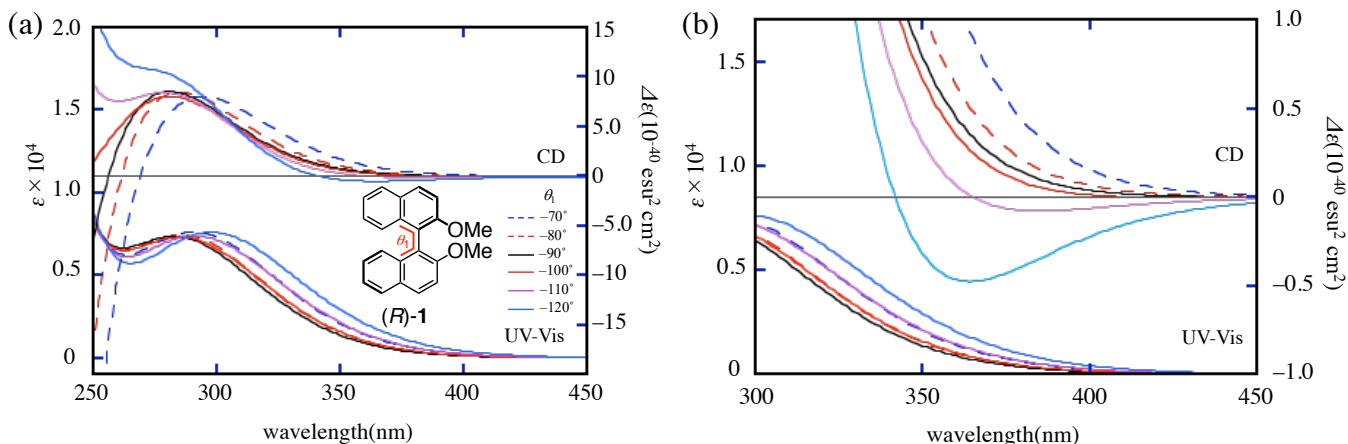 (a)
2.0
1.5
1.0
0.5
0
ε × 10⁴
15
10
5.0
0
−5.0
−10
−15
Δε(10⁻⁴⁰ esu² cm²)
CD
UV-Vis
OMe
OMe
θ₁
(R)-1
θ₁
−70°
−80°
−90°
−100°
−110°
−120°
250 300 350 400 450
wavelength(nm)
(b)
1.5
1.0
0.5
0
ε × 10⁴
1.0
0.5
0
−0.5
−1.0
Δε(10⁻⁴⁰ esu² cm²)
CD
UV-Vis
300 350 400 450
wavelength(nm)